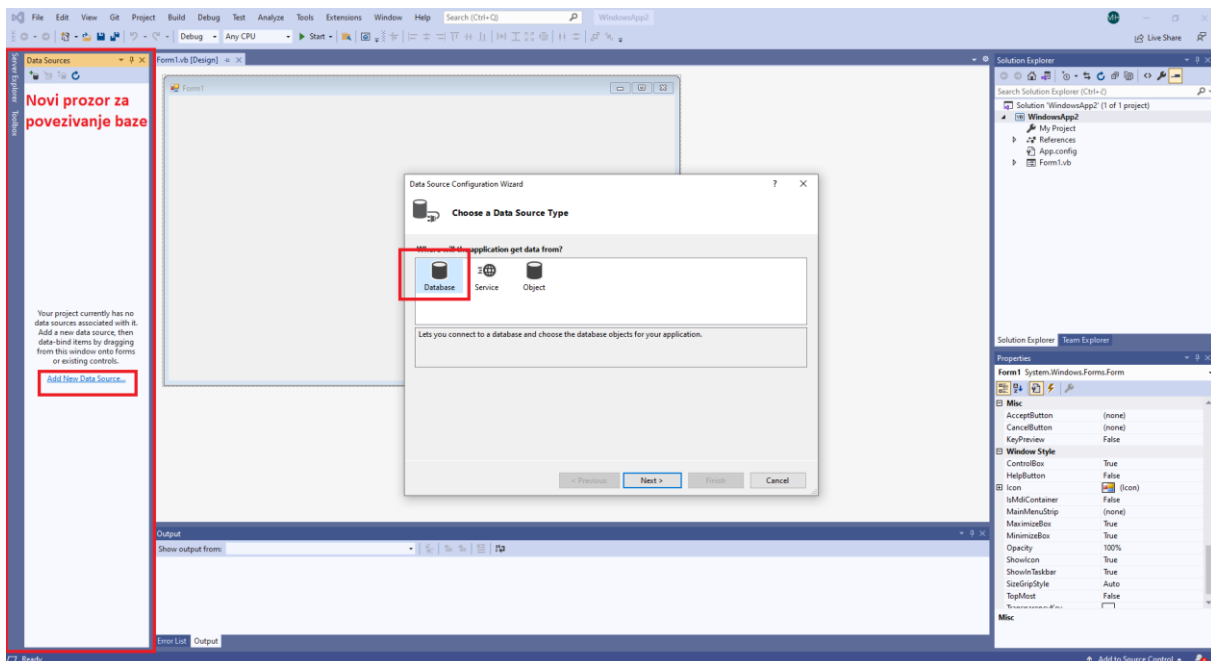 File Edit View Git Project Build Debug Test Analyze Tools Extensions Window Help Search (Ctrl+Q) WindowsApp2 MH
Debug Any CPU Start Live Share
Server Explorer Toolbox
Data Sources
Novi prozor za
povezivanje baze
Your project currently has no
data sources associated with it.
Add a new data source, then
data-bind items by dragging
from this window onto forms
or existing controls.
Add New Data Source...
Form1.vb [Design]
Form1
Data Source Configuration Wizard ?
Choose a Data Source Type
the application get data from?
Database Service Object
Lets you connect to a database and choose the database objects for your application.
< Previous Next > Finish Cancel
Output
Show output from:
Error List Output
Solution Explorer
Search Solution Explorer
Solution 'WindowsApp2' (1 of 1 project)
WindowsApp2
My Project
References
App.config
Form1.vb
Solution Explorer Team Explorer
Properties
Form1 System.Windows.Forms.Form
Misc
AcceptButton (none)
CancelButton (none)
KeyPreview False
Window Style
ControlBox True
HelpButton False
Icon (Icon)
IsMdiContainer False
MainMenuStrip (none)
MaximizeBox True
MinimizeBox True
Opacity 100%
ShowIcon True
ShowInTaskbar True
SizeGripStyle Auto
TopMost False
Misc
Ready Add to Source Control